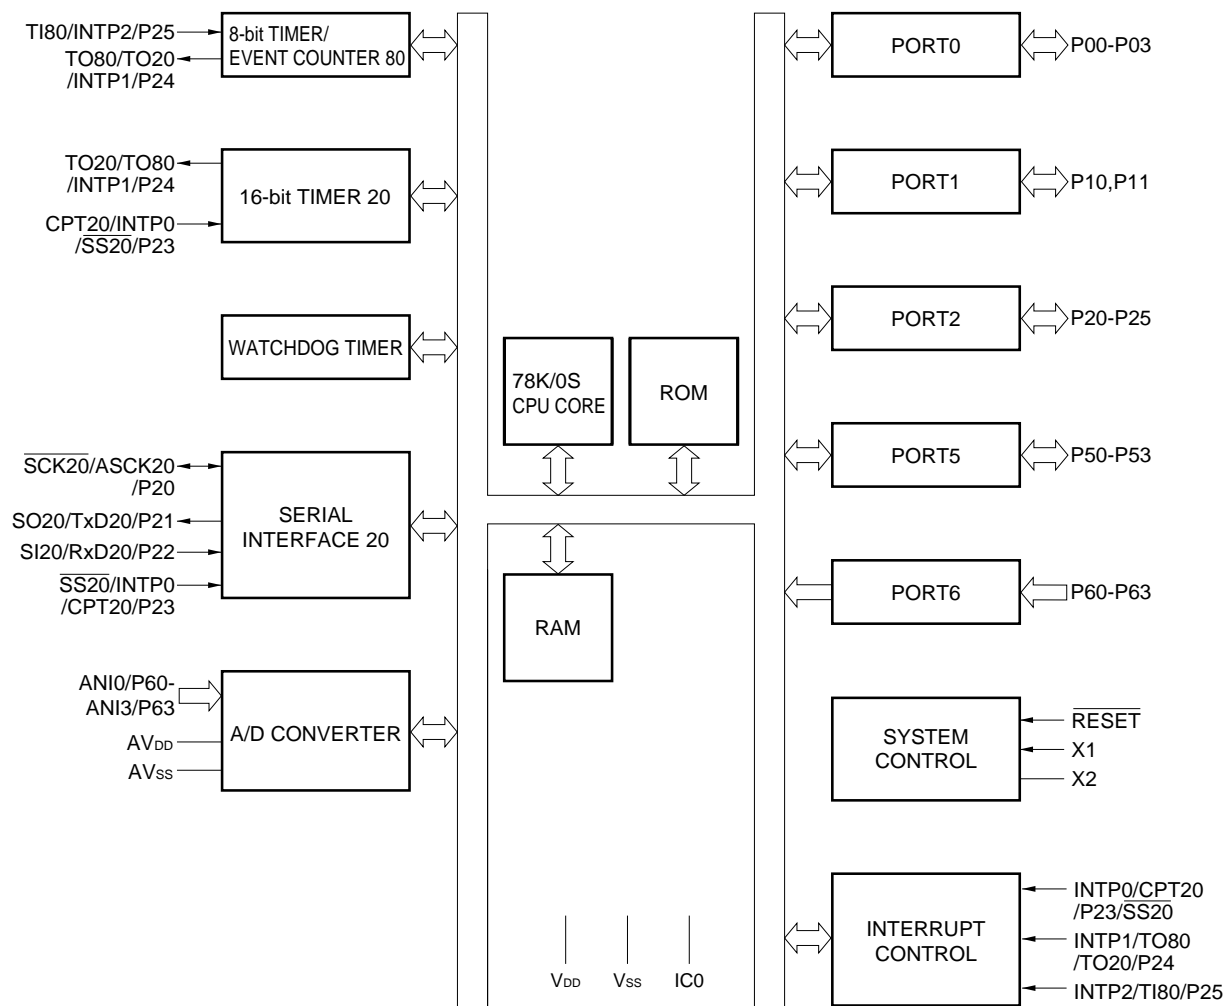 TI80/INTP2/P25
TO80/TO20
/INTP1/P24
8-bit TIMER/
EVENT COUNTER 80
TO20/TO80
/INTP1/P24
CPT20/INTP0
/SS20/P23
16-bit TIMER 20
WATCHDOG TIMER
SCK20/ASCK20
/P20
SO20/TxD20/P21
SI20/RxD20/P22
SS20/INTP0
/CPT20/P23
SERIAL
INTERFACE 20
ANI0/P60-
ANI3/P63
AVDD
AVSS
A/D CONVERTER
78K/0S
CPU CORE
ROM
RAM
VDD
VSS
IC0
PORT0
P00-P03
PORT1
P10,P11
PORT2
P20-P25
PORT5
P50-P53
PORT6
P60-P63
SYSTEM
CONTROL
RESET
X1
X2
INTERRUPT
CONTROL
INTP0/CPT20
/P23/SS20
INTP1/TO80
/TO20/P24
INTP2/TI80/P25